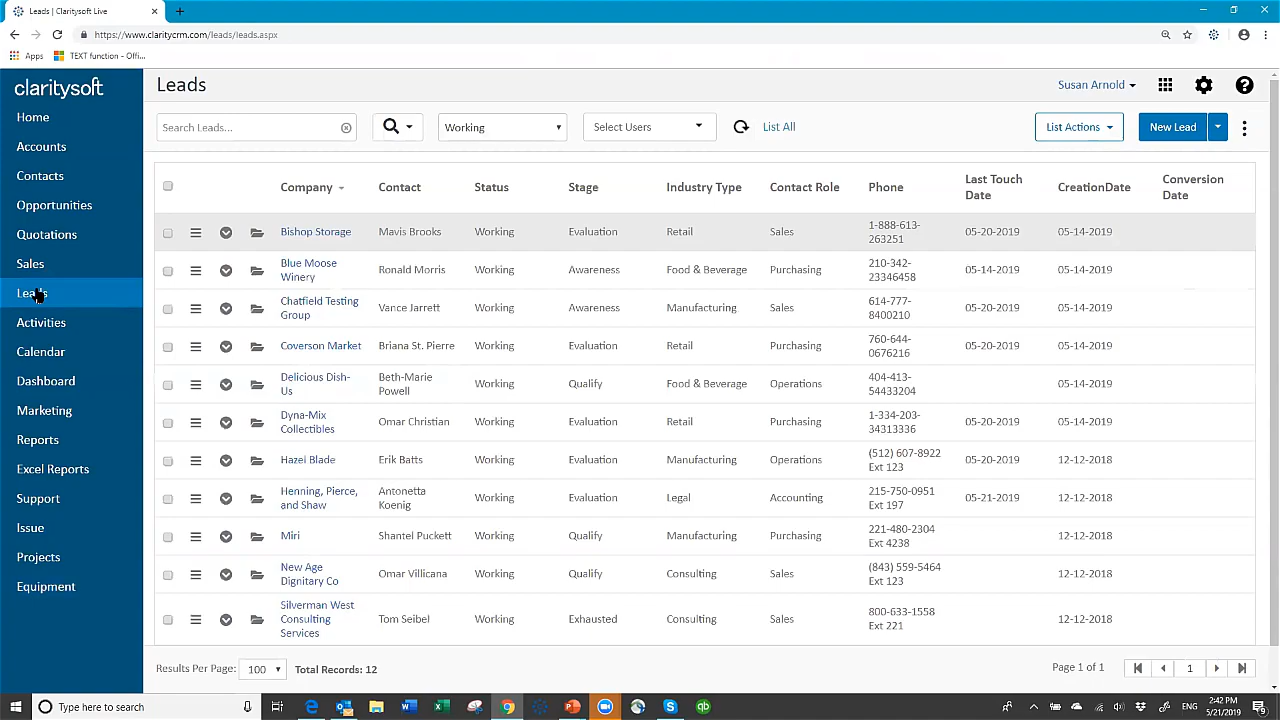 Leads | Claritysoft Live
https://www.claritycrm.com/leads/leads.aspx
Apps TEXT function - Offi...
claritysoft
Home
Accounts
Contacts
Opportunities
Quotations
Sales
Leads
Activities
Calendar
Dashboard
Marketing
Reports
Excel Reports
Support
Issue
Projects
Equipment
Leads
Susan Arnold
Search Leads...
Working
Select Users
List All
List Actions
New Lead
Company Contact Status Stage Industry Type Contact Role Phone Last Touch Date CreationDate Conversion Date
Bishop Storage Mavis Brooks Working Evaluation Retail Sales 1-888-613-263251 05-20-2019 05-14-2019
Blue Moose Winery Ronald Morris Working Awareness Food & Beverage Purchasing 210-342-23346458 05-14-2019 05-14-2019
Chatfield Testing Group Vance Jarrett Working Awareness Manufacturing Sales 614-777-8400210 05-20-2019 05-14-2019
Coverson Market Briana St. Pierre Working Evaluation Retail Purchasing 760-644-0676216 05-20-2019 05-14-2019
Delicious Dish-Us Beth-Marie Powell Working Qualify Food & Beverage Operations 404-413-54433204 05-14-2019
Dyna-Mix Collectibles Omar Christian Working Evaluation Retail Purchasing 1-334-203-34313336 05-20-2019 05-14-2019
Hazel Blade Erik Batts Working Evaluation Manufacturing Operations (512) 607-8922 Ext 123 05-20-2019 12-12-2018
Henning, Pierce, and Shaw Antonetta Koenig Working Evaluation Legal Accounting 215-750-0951 Ext 197 05-21-2019 12-12-2018
Miri Shantel Puckett Working Qualify Manufacturing Purchasing 221-480-2304 Ext 4238 12-12-2018
New Age Dignitary Co Omar Villicana Working Qualify Consulting Sales (843) 559-5464 Ext 123 12-12-2018
Silverman West Consulting Services Tom Seibel Working Exhausted Consulting Sales 800-633-1558 Ext 221 12-12-2018
Results Per Page: 100 Total Records: 12
Page 1 of 1
1
Type here to search
ENG
2:42 PM
5/21/2019